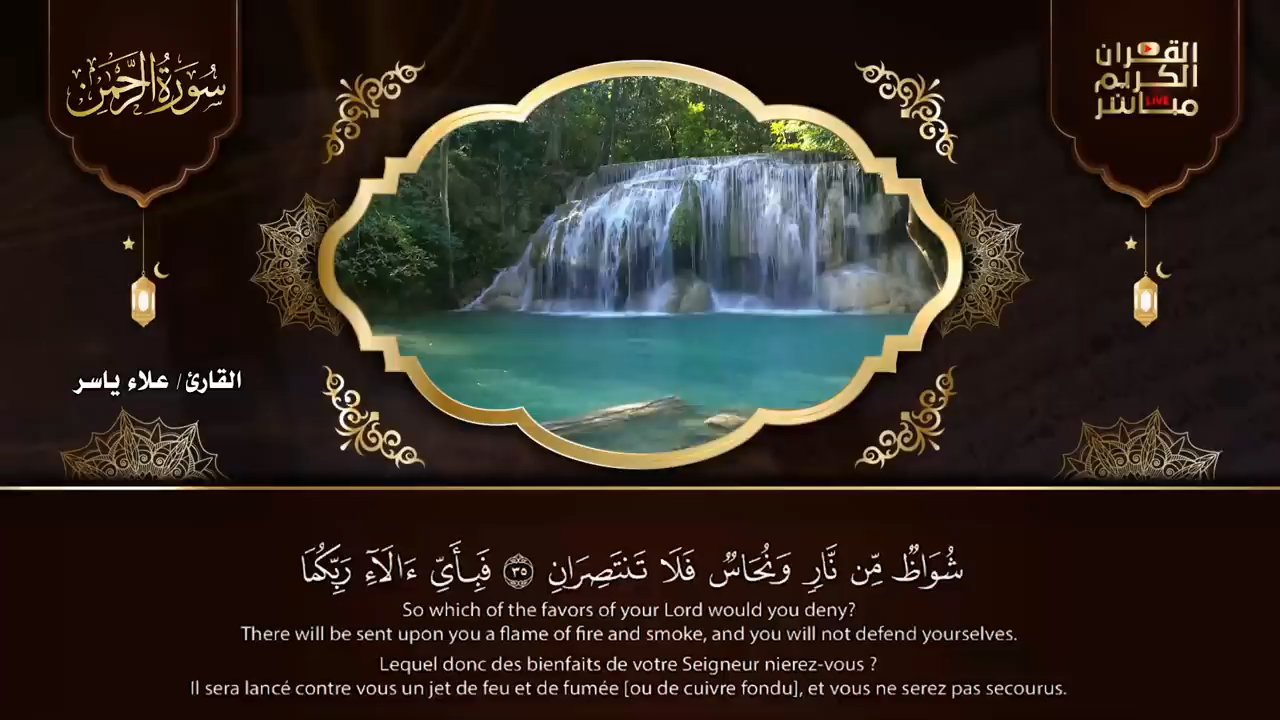 سُورَةُ الرَّحْمَٰن
القرآن
الكريم
مباشر
LIVE
القارئ/ علاء ياسر
شُوَاظٌ مِّن نَّارٍ وَنُحَاسٌ فَلَا تَنتَصِرَانِ ٣٥ فَبِأَيِّ ءَالَآءِ رَبِّكُمَا
So which of the favors of your Lord would you deny?
There will be sent upon you a flame of fire and smoke, and you will not defend yourselves.
Lequel donc des bienfaits de votre Seigneur nierez-vous ?
Il sera lancé contre vous un jet de feu et de fumée [ou de cuivre fondu], et vous ne serez pas secourus.